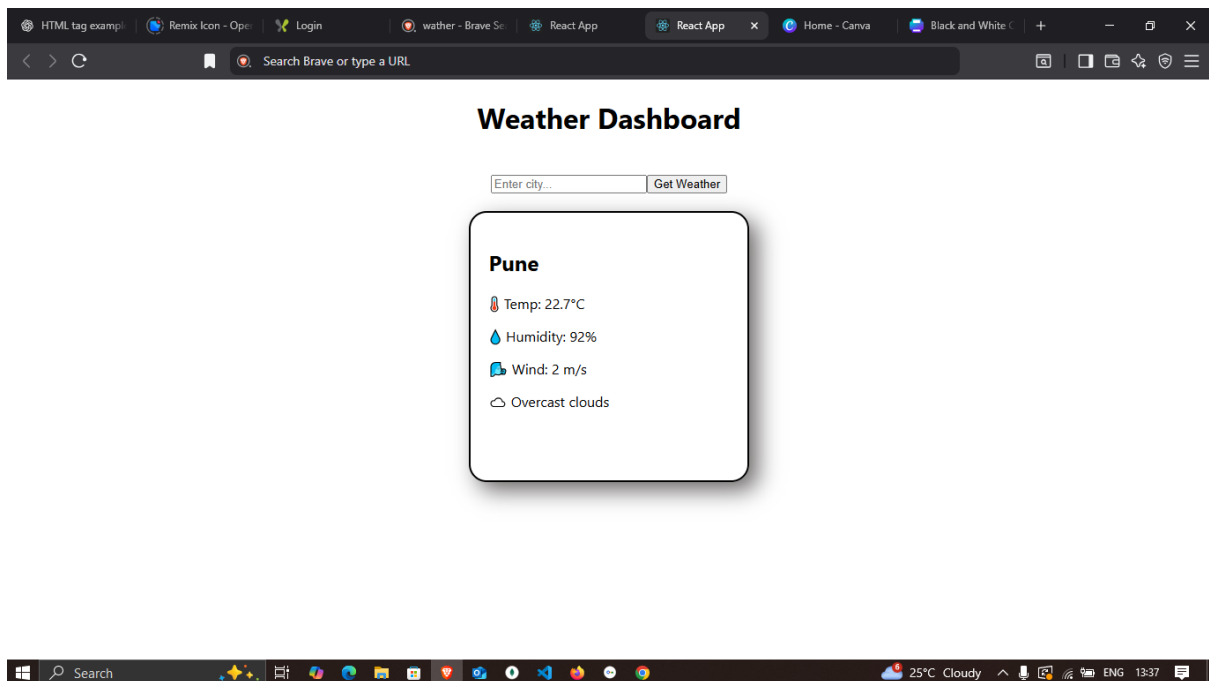 HTML tag exampl
Remix Icon - Oper
Login
wather - Brave Se
React App
React App
Home - Canva
Black and White C
Search Brave or type a URL
Weather Dashboard
Enter city... Get Weather
Pune
Temp: 22.7°C
Humidity: 92%
Wind: 2 m/s
Overcast clouds
Search
6
25°C Cloudy
ENG
13:37